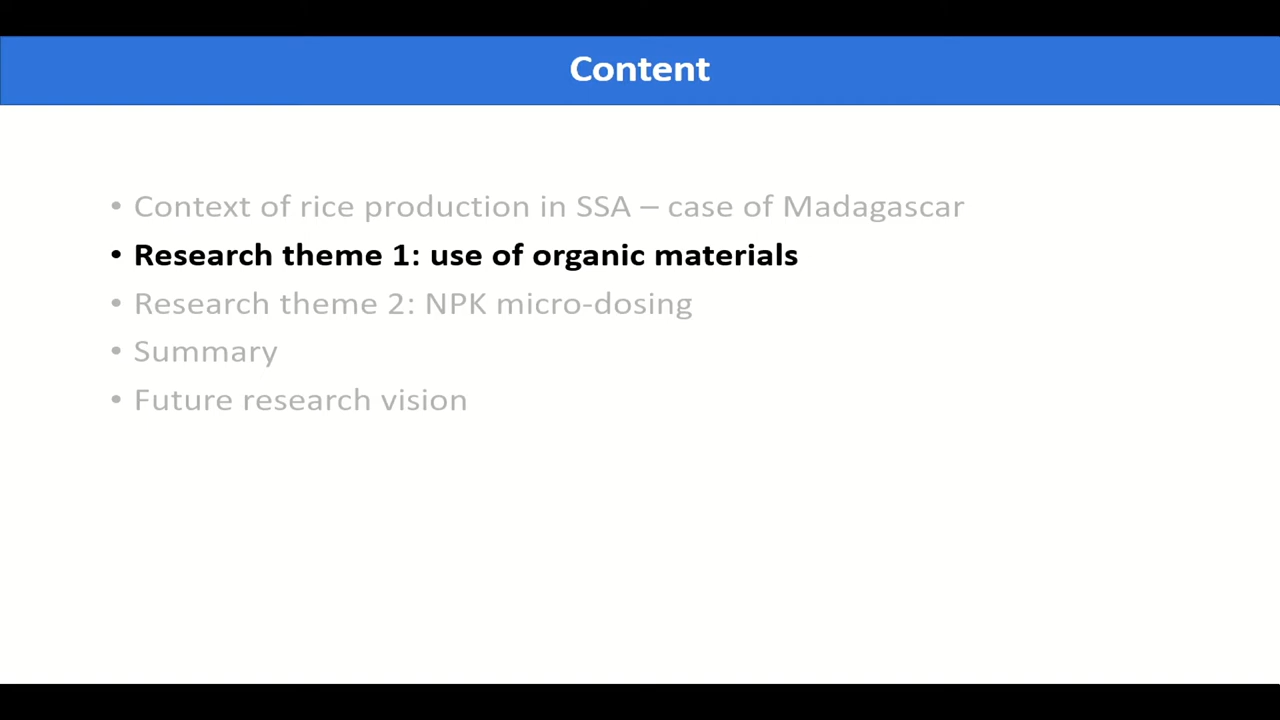 Content
• Context of rice production in SSA – case of Madagascar
• Research theme 1: use of organic materials
• Research theme 2: NPK micro-dosing
• Summary
• Future research vision